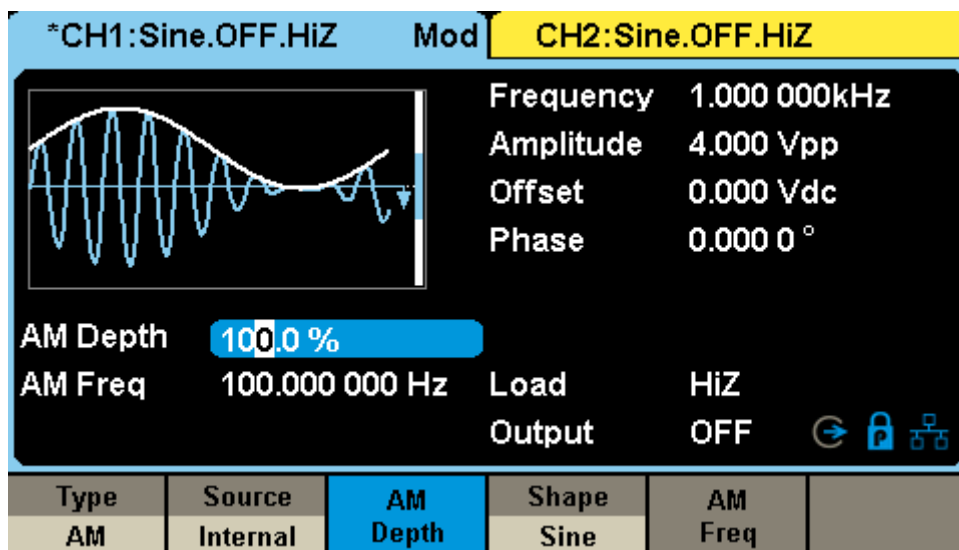 *CH1:Sine.OFF.HiZ Mod CH2:Sine.OFF.HiZ
Frequency 1.000 000kHz
Amplitude 4.000 Vpp
Offset 0.000 Vdc
Phase 0.000 0 °
AM Depth 100.0 %
AM Freq 100.000 000 Hz Load HiZ
Output OFF P
Type Source AM Depth Shape AM Freq
AM Internal Sine